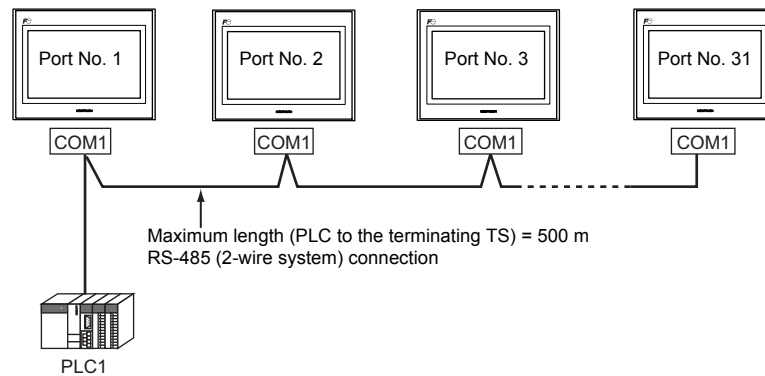 Port No. 1
Port No. 2
Port No. 3
Port No. 31
COM1
COM1
COM1
COM1
Maximum length (PLC to the terminating TS) = 500 m
RS-485 (2-wire system) connection
PLC1